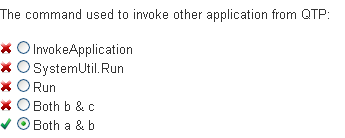 The command used to invoke other application from QTP:
InvokeApplication
SystemUtil.Run
Run
Both b & c
Both a & b